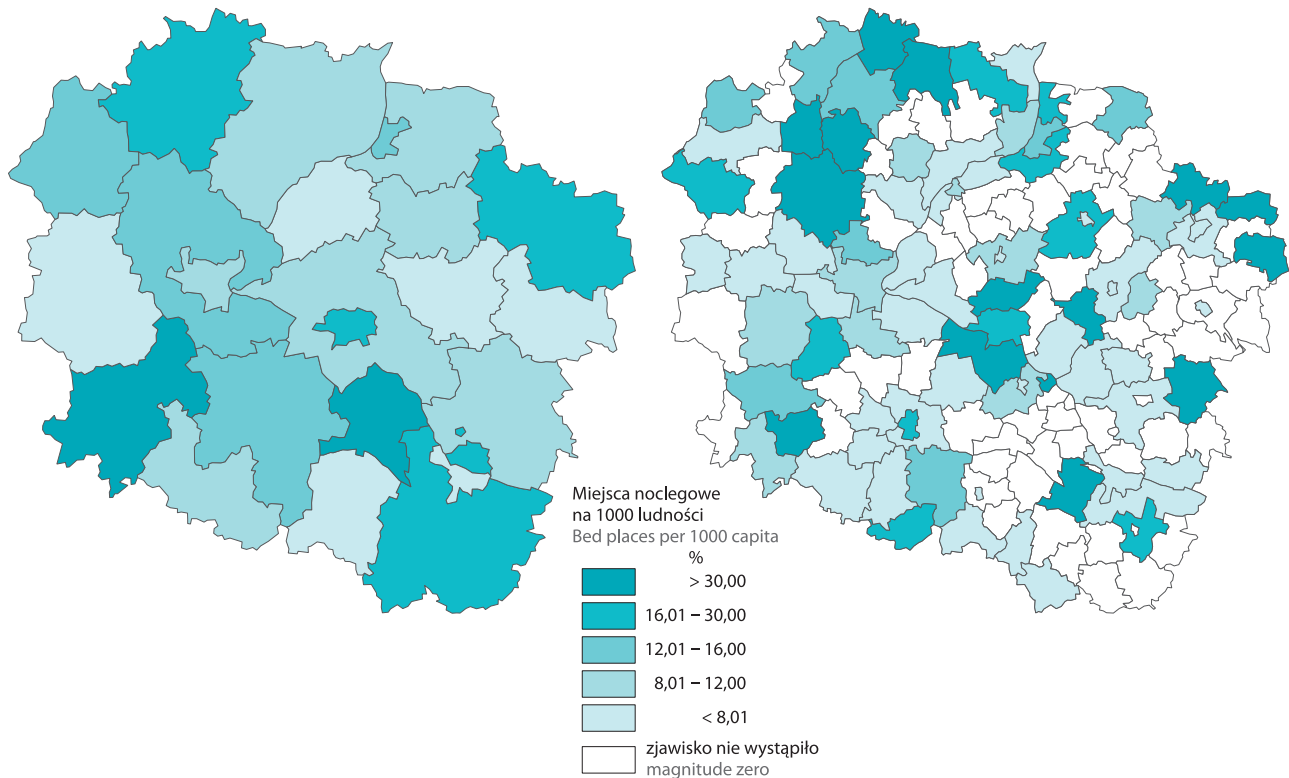 Miejsca noclegowe
na 1000 ludności
Bed places per 1000 capita
%
> 30,00
16,01 – 30,00
12,01 – 16,00
8,01 – 12,00
< 8,01
zjawisko nie wystąpiło
magnitude zero